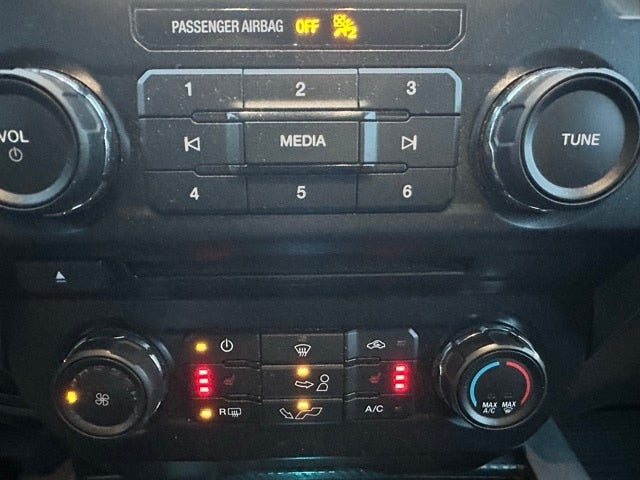 PASSENGER AIRBAG OFF
1 2 3
VOL MEDIA TUNE
4 5 6
R
A/C
MAX A/C MAX